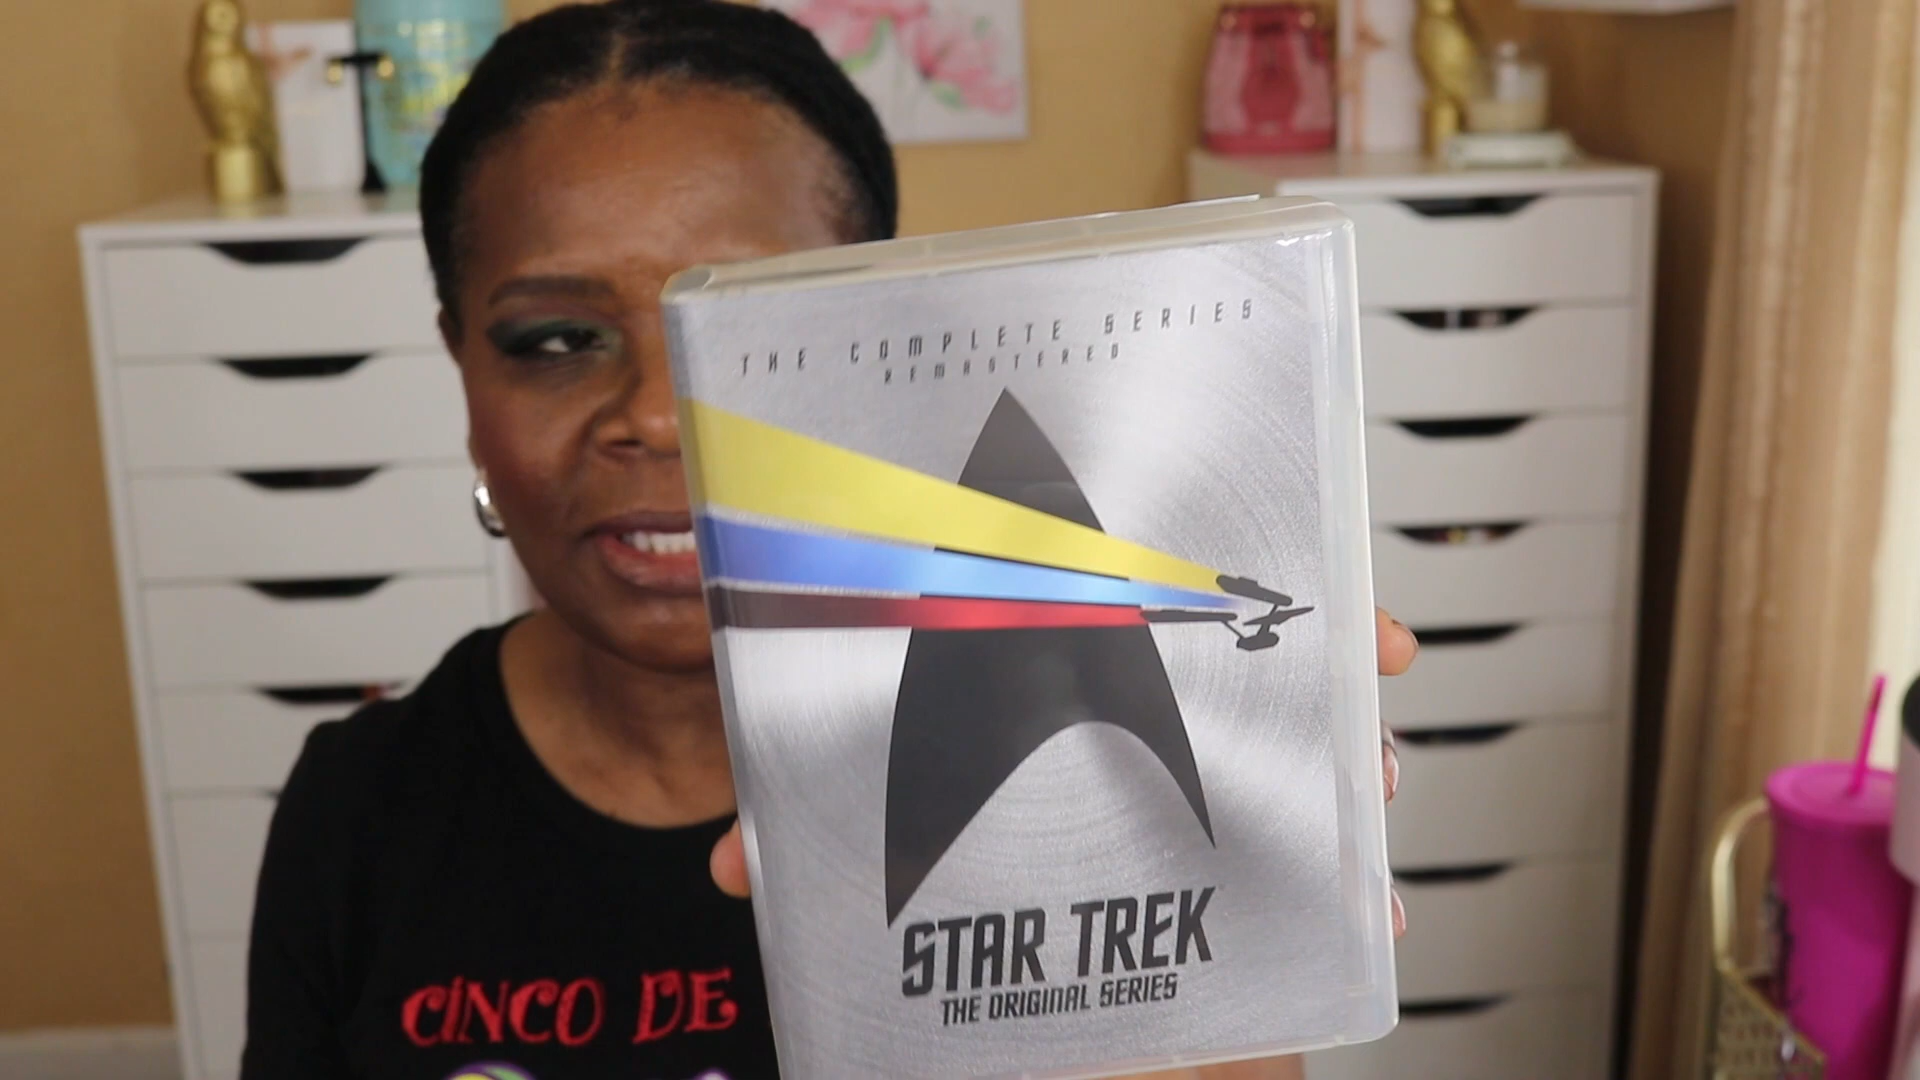 THE COMPLETE SERIES
REMASTERED
STAR TREK
THE ORIGINAL SERIES
CINCO DE